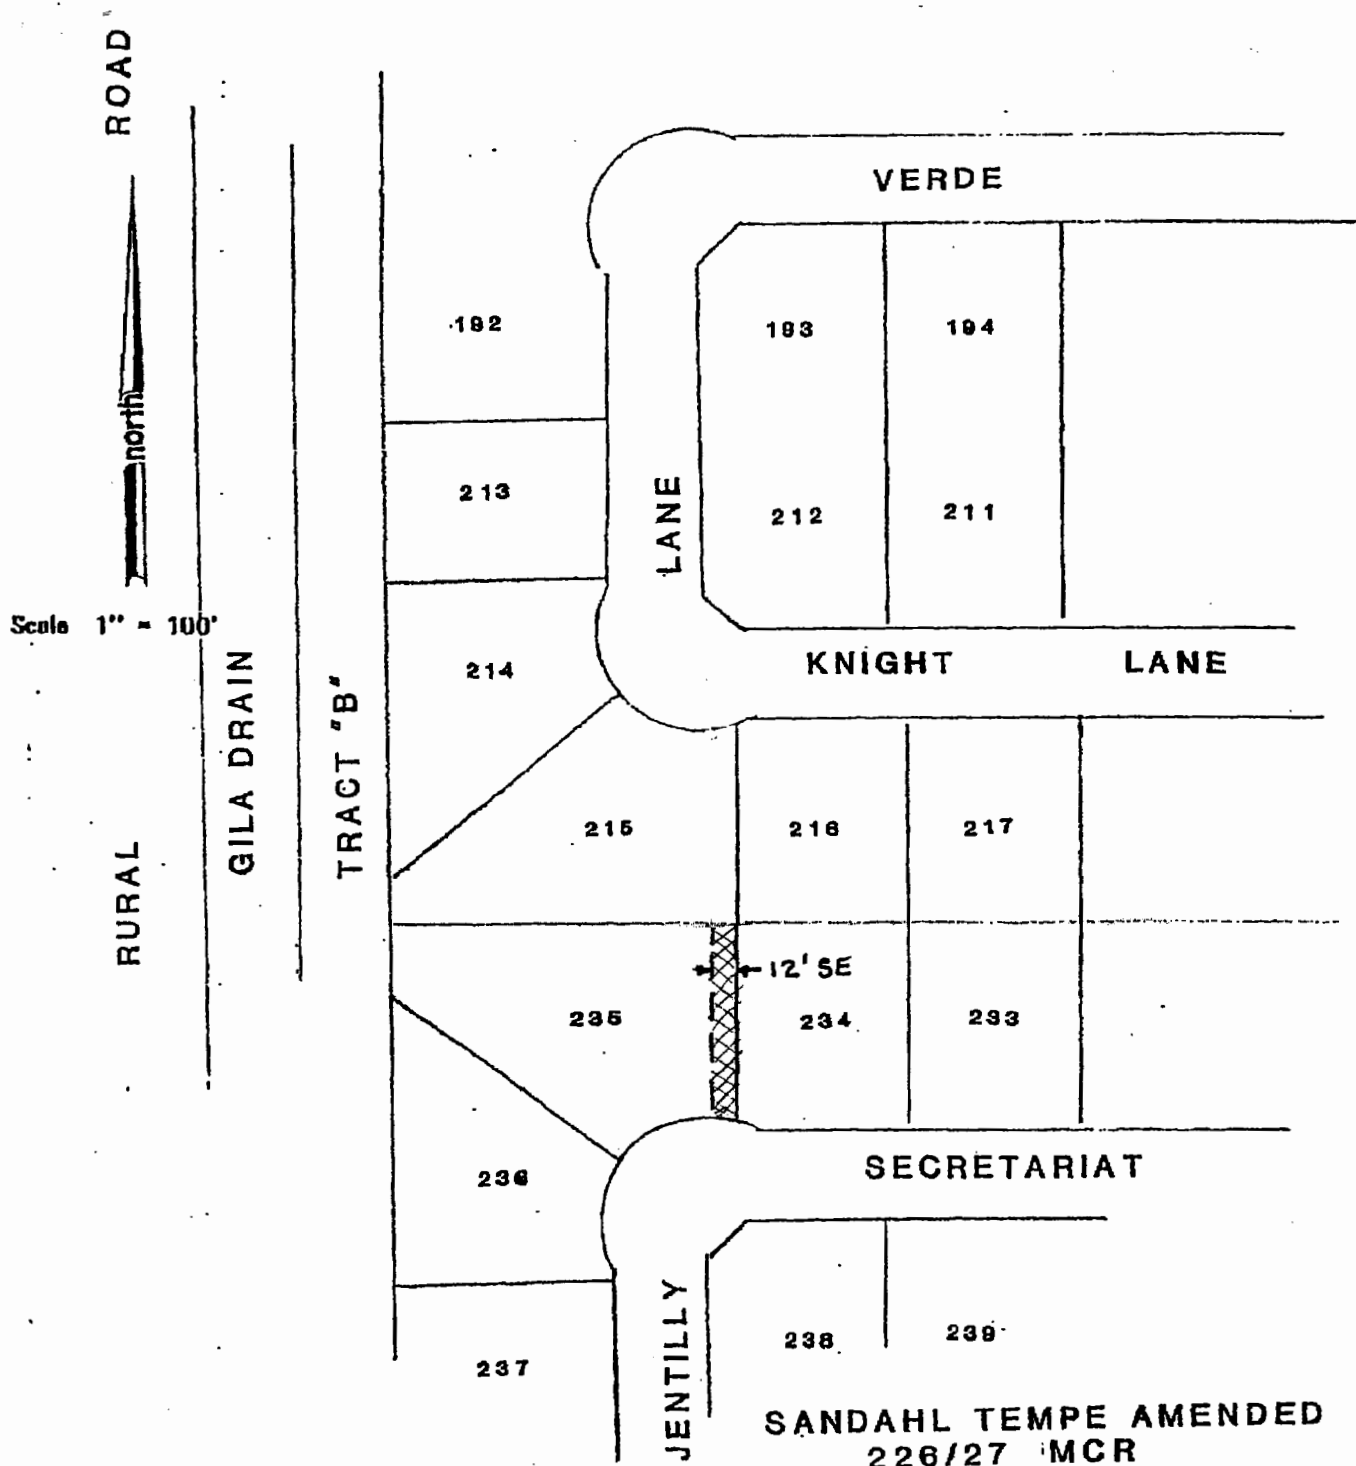 ROAD
VERDE
192
193
194
north
213
LANE
212
211
Scale 1" = 100'
GILA DRAIN
TRACT "B"
214
KNIGHT LANE
RURAL
215
216
217
12' SE
235
234
233
236
SECRETARIAT
237
JENTILLY
238
239
SANDAHL TEMPE AMENDED
226/27 MCR